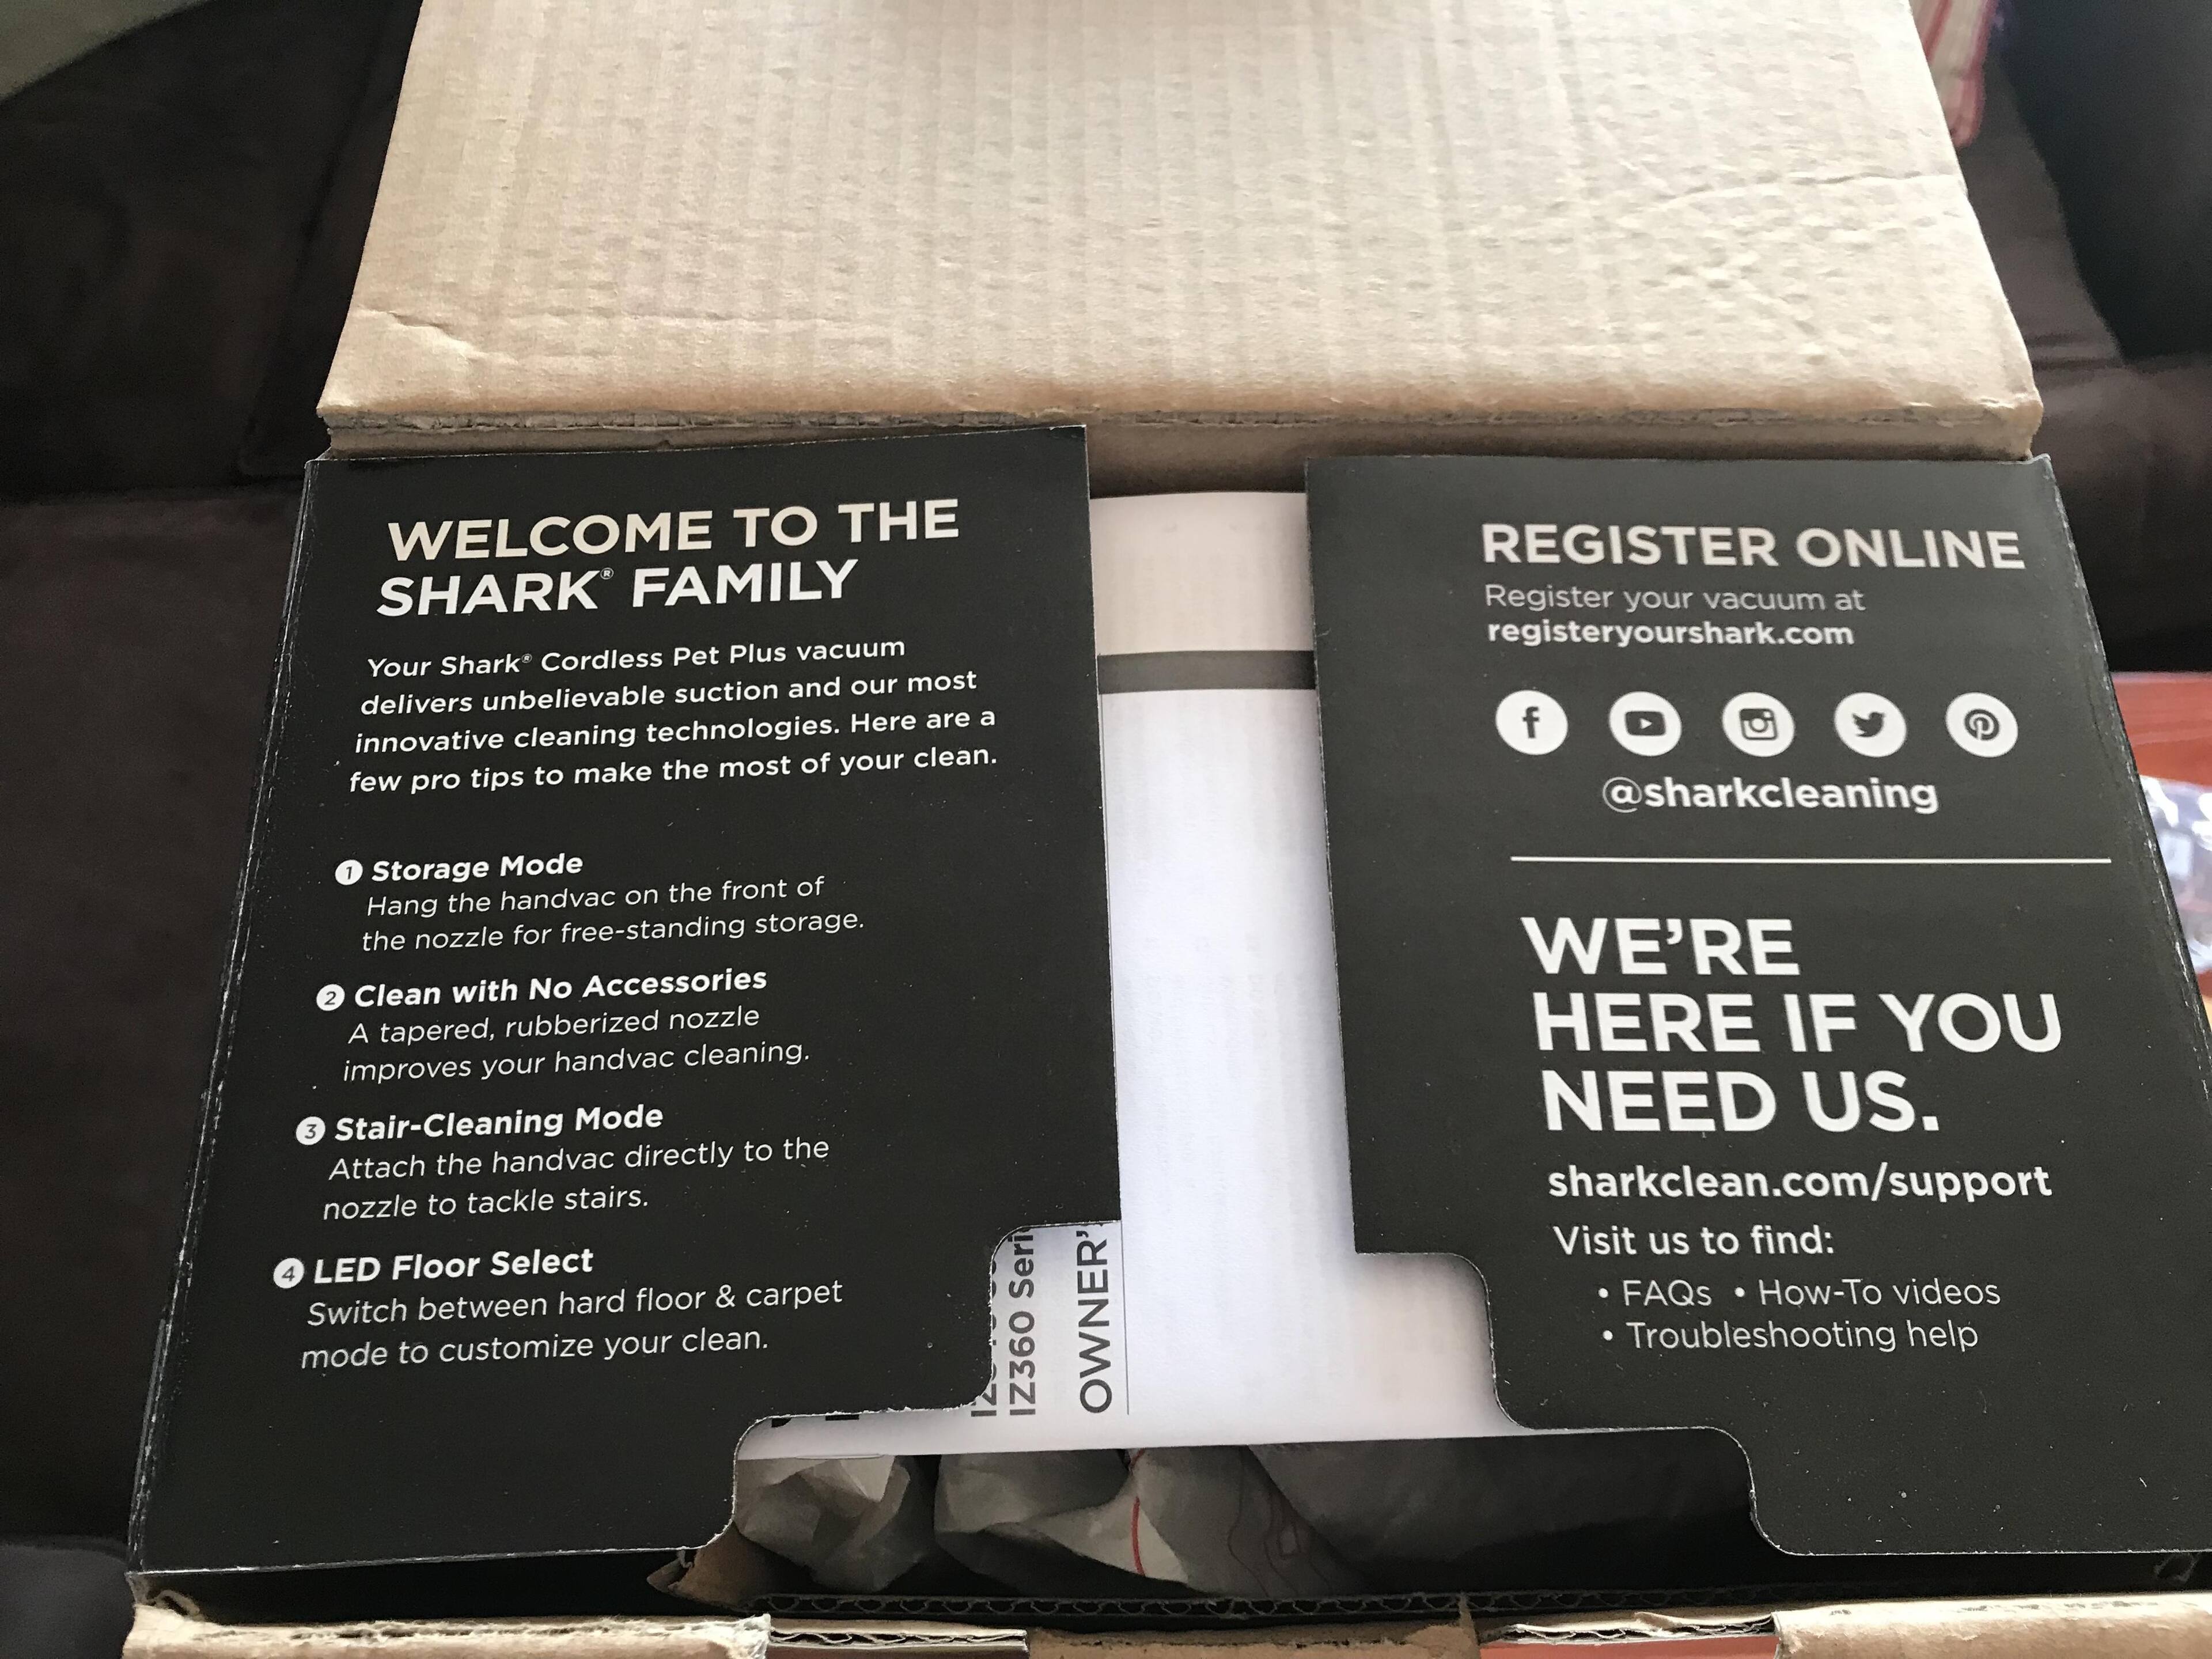 WELCOME TO THE
SHARK® FAMILY
Your Shark® Cordless Pet Plus vacuum
delivers unbelievable suction and our most
innovative cleaning technologies. Here are a
few pro tips to make the most of your clean.
1 Storage Mode
Hang the handvac on the front of
the nozzle for free-standing storage.
2 Clean with No Accessories
A tapered, rubberized nozzle
improves your handvac cleaning.
3 Stair-Cleaning Mode
Attach the handvac directly to the
nozzle to tackle stairs.
4 LED Floor Select
Switch between hard floor & carpet
mode to customize your clean.
IZ360 Seri
OWNER'
REGISTER ONLINE
Register your vacuum at
registeryourshark.com
@sharkcleaning
WE'RE
HERE IF YOU
NEED US.
sharkclean.com/support
Visit us to find:
• FAQs • How-To videos
• Troubleshooting help